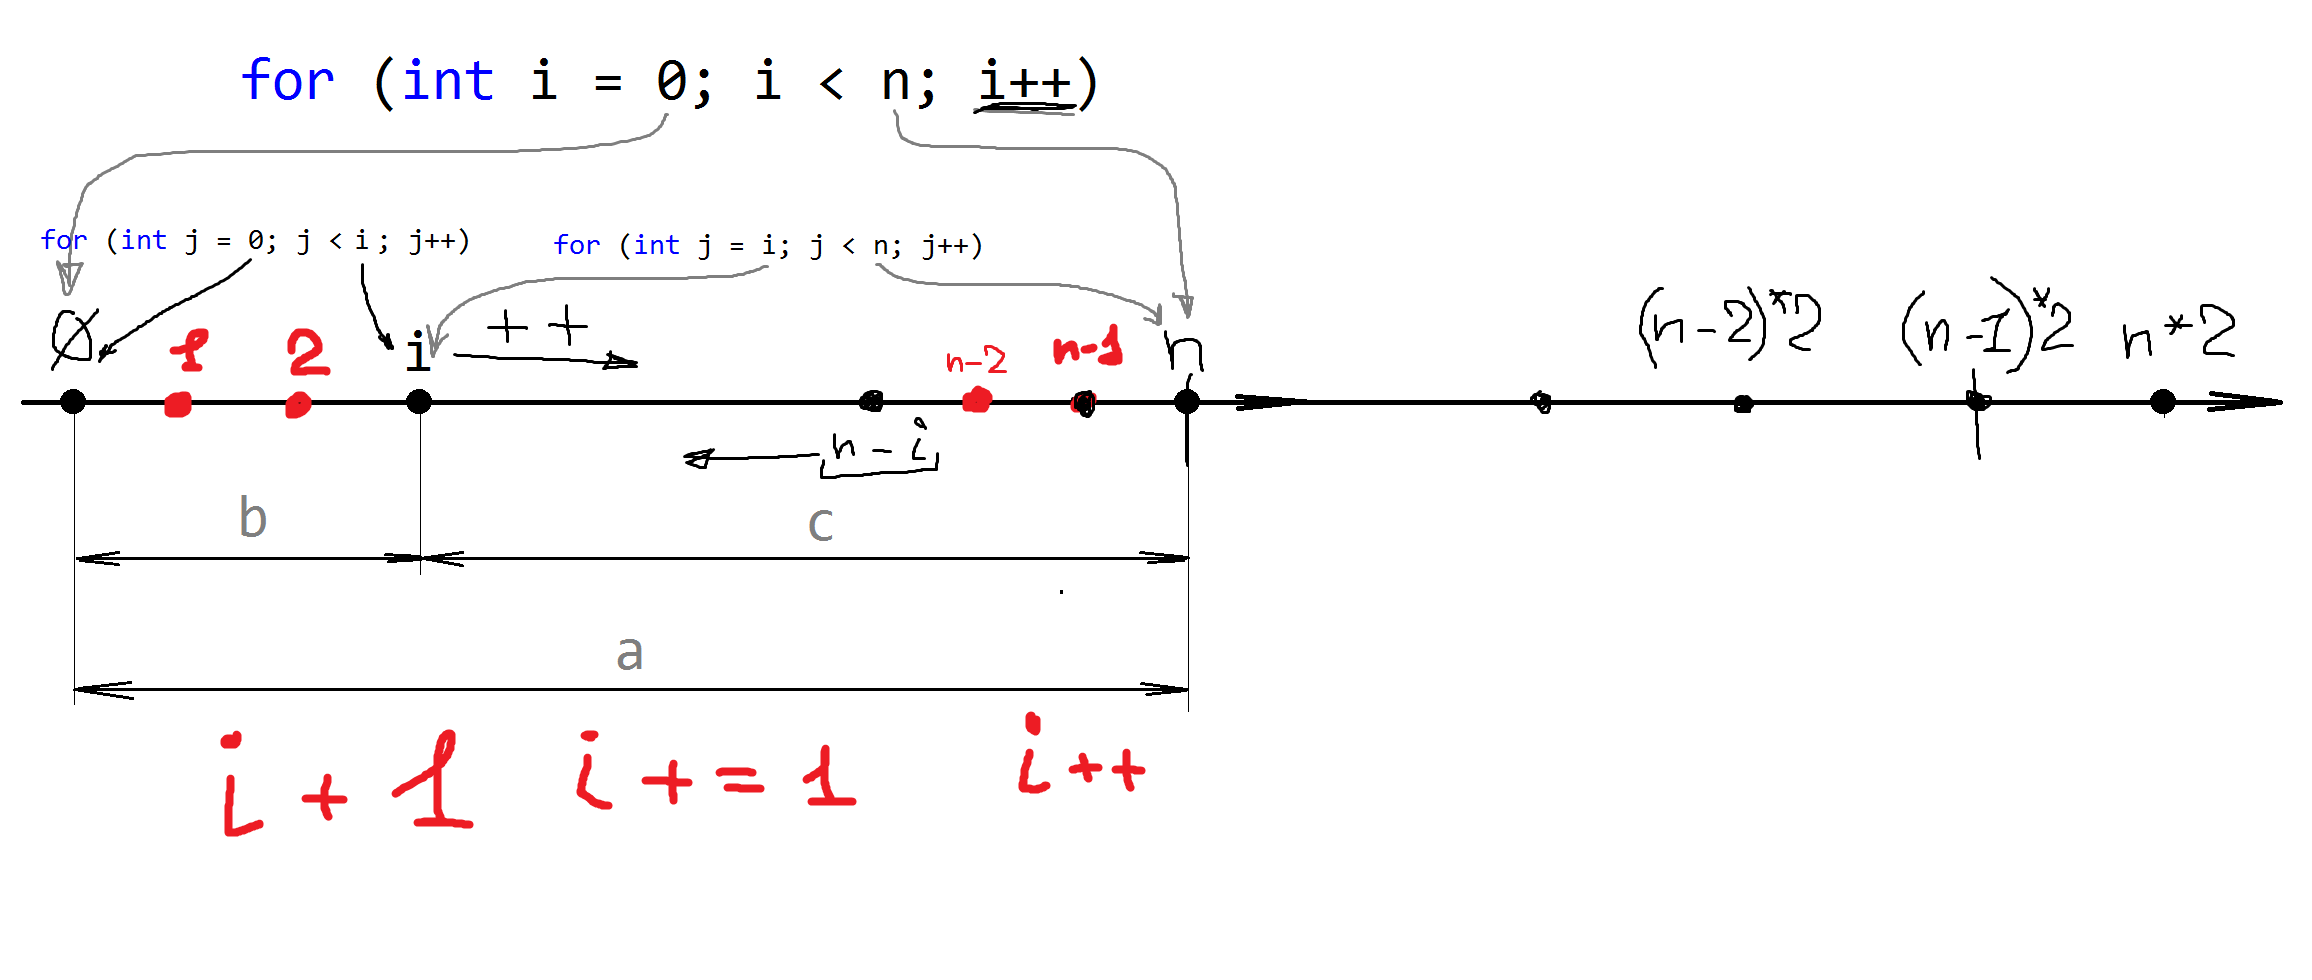 for (int i = 0; i < n; i++)
for (int j = 0; j < i ; j++)
for (int j = i; j < n; j++)
0 1 2 i ++ n-2 n-1 n (n-2)*2 (n-1)*2 n*2
n-i
b c
a
i + 1 i + = 1 i ++